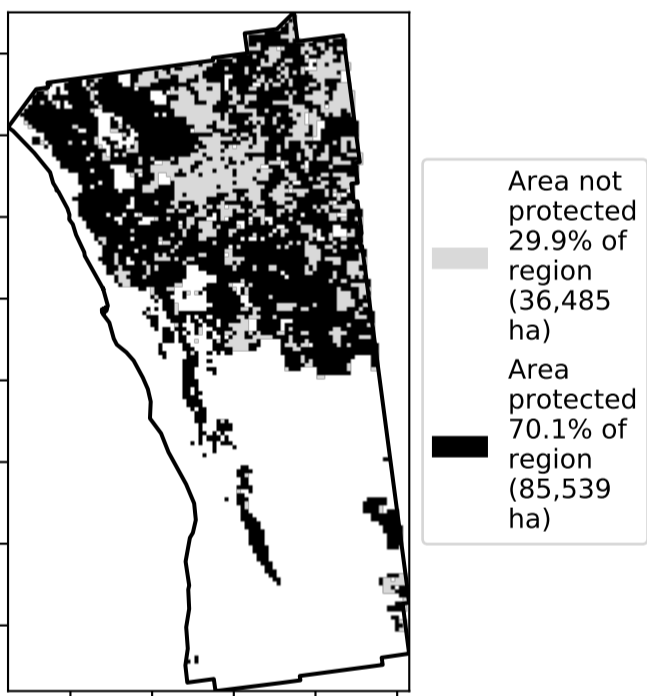 Area not
protected
29.9% of
region
(36,485
ha)
Area
protected
70.1% of
region
(85,539
ha)